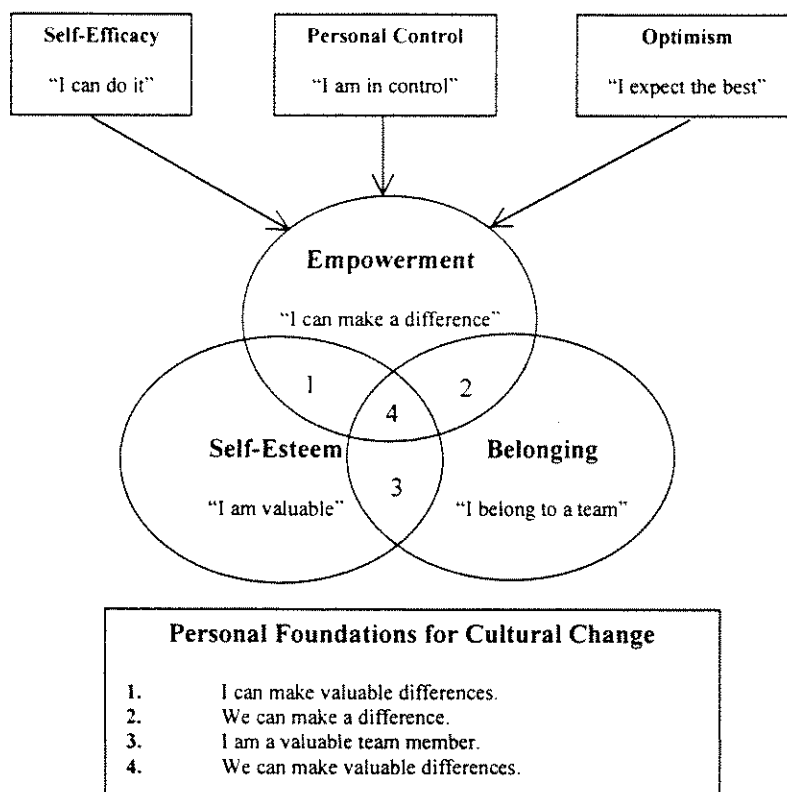 Self-Efficacy
"I can do it"
Personal Control
"I am in control"
Optimism
"I expect the best"
Empowerment
"I can make a difference"
1
2
4
Self-Esteem
Belonging
3
"I am valuable"
"I belong to a team"
Personal Foundations for Cultural Change
1. I can make valuable differences.
2. We can make a difference.
3. I am a valuable team member.
4. We can make valuable differences.